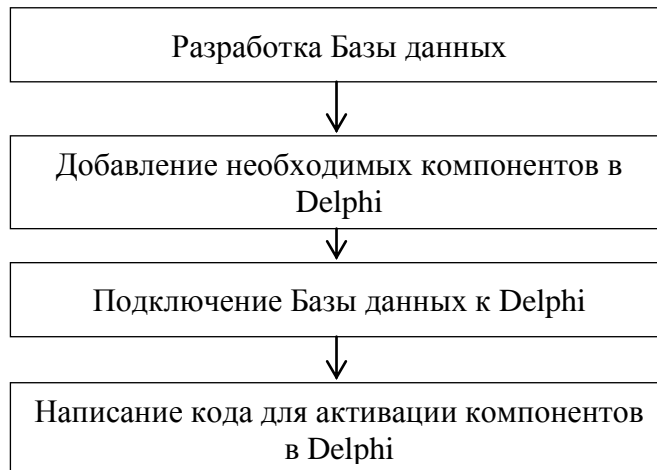 Разработка Базы данных
Добавление необходимых компонентов в
Delphi
Подключение Базы данных к Delphi
Написание кода для активации компонентов
в Delphi